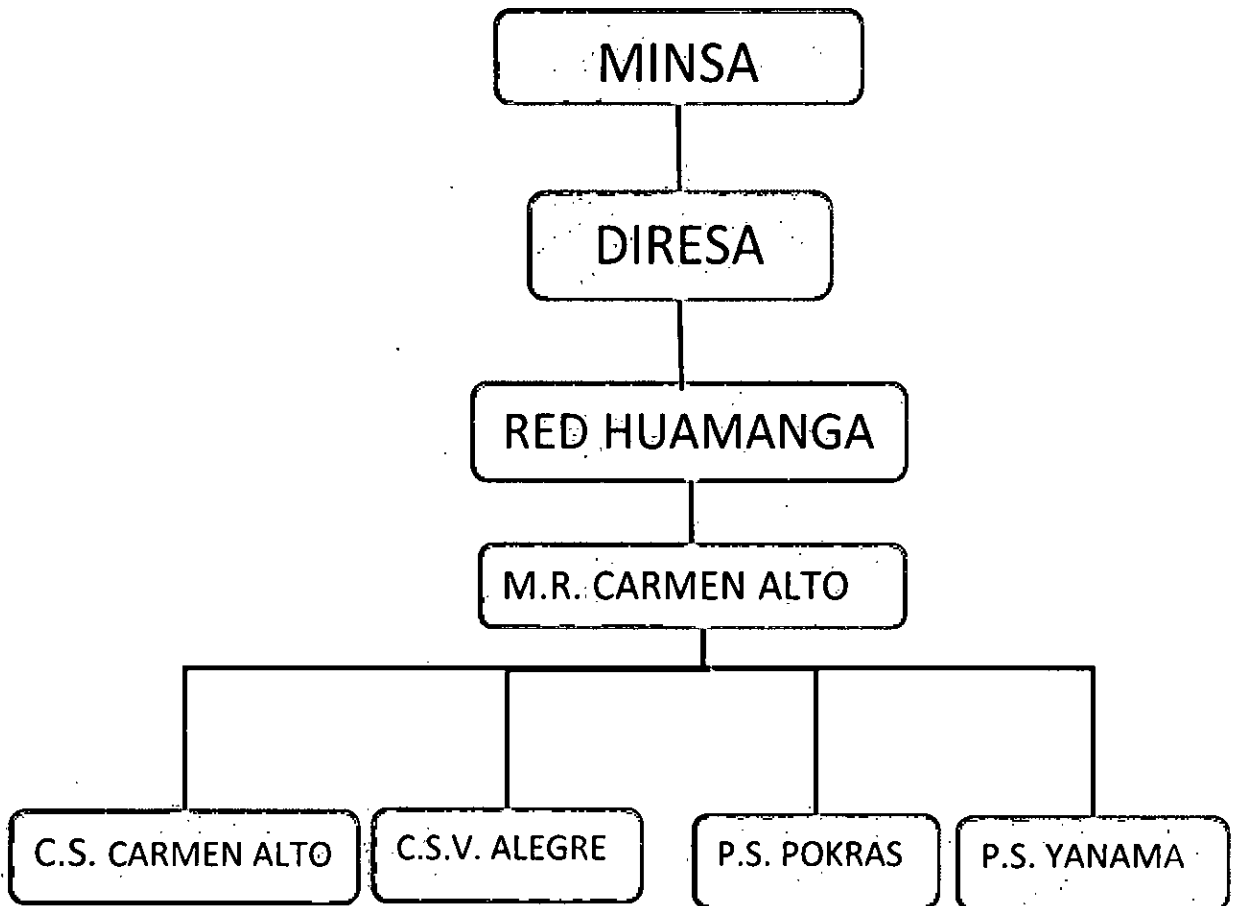 MINSA
DIRESA
RED HUAMANGA
M.R. CARMEN ALTO
C.S. CARMEN ALTO
C.S.V. ALEGRE
P.S. POKRAS
P.S. YANAMA